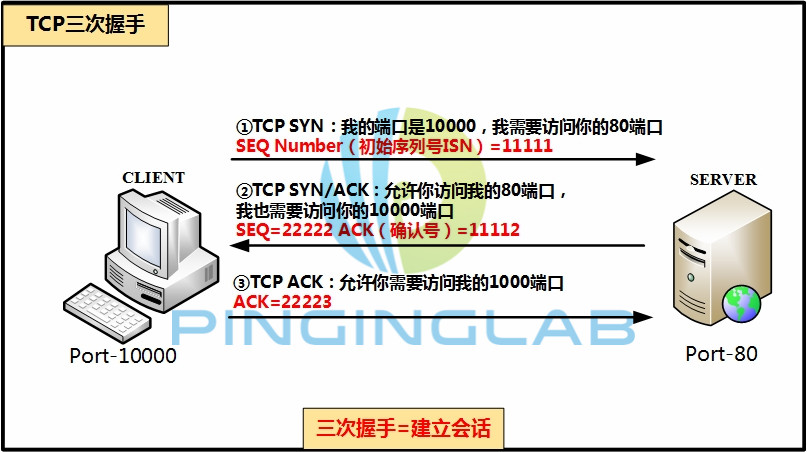 TCP三次握手
①TCP SYN：我的端口是10000，我需要访问你的80端口
SEQ Number（初始序列号ISN）=11111
CLIENT
SERVER
②TCP SYN/ACK：允许你访问我的80端口，
我也需要访问你的10000端口
SEQ=22222 ACK（确认号）=11112
③TCP ACK：允许你需要访问我的1000端口
ACK=22223
PINGINGLAB
Port-10000
Port-80
三次握手=建立会话